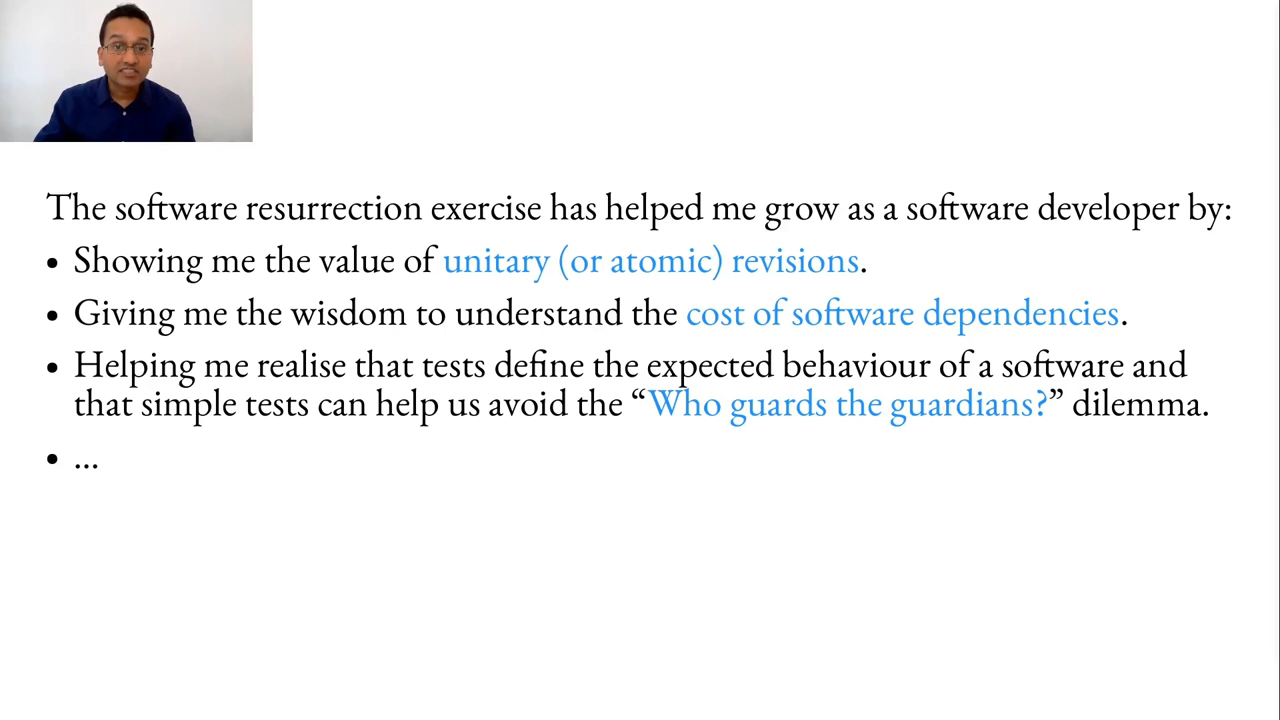 The software resurrection exercise has helped me grow as a software developer by:
• Showing me the value of unitary (or atomic) revisions.
• Giving me the wisdom to understand the cost of software dependencies.
• Helping me realise that tests define the expected behaviour of a software and
that simple tests can help us avoid the “Who guards the guardians?” dilemma.
• ...